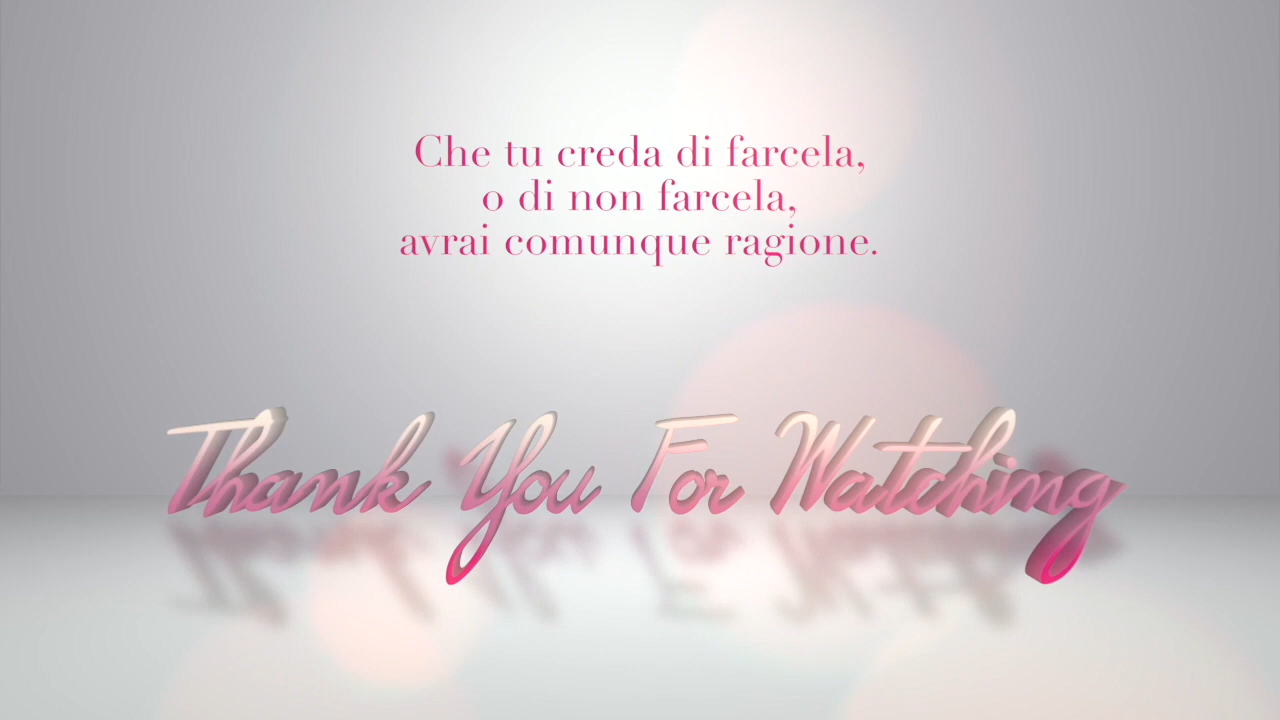 Che tu creda di farcela,
o di non farcela,
avrai comunque ragione.
Thank You For Watching